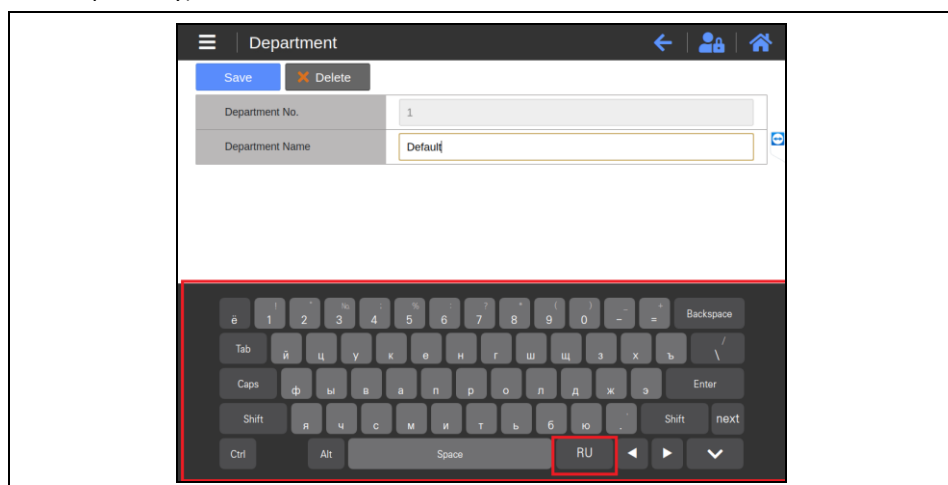 Department
Save Delete
Department No. 1
Department Name Default
ё ! 1 " 2 № 3 ; 4 % 5 : 6 ? 7 * 8 ( 9 ) 0 _ - + = Backspace
Tab й ц у к е н г ш щ з х ъ / \
Caps ф ы в а п р о л д ж э Enter
Shift я ч с м и т ь б ю . Shift next
Ctrl Alt Space RU